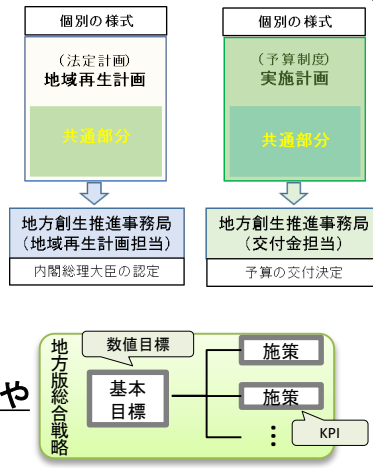 個別の様式
(法定計画)
地域再生計画
共通部分
地方創生推進事務局
(地域再生計画担当)
内閣総理大臣の認定
個別の様式
(予算制度)
実施計画
共通部分
地方創生推進事務局
(交付金担当)
予算の交付決定
や
地方版総合戦略
数値目標
基本
目標
施策
施策
⋮
KPI